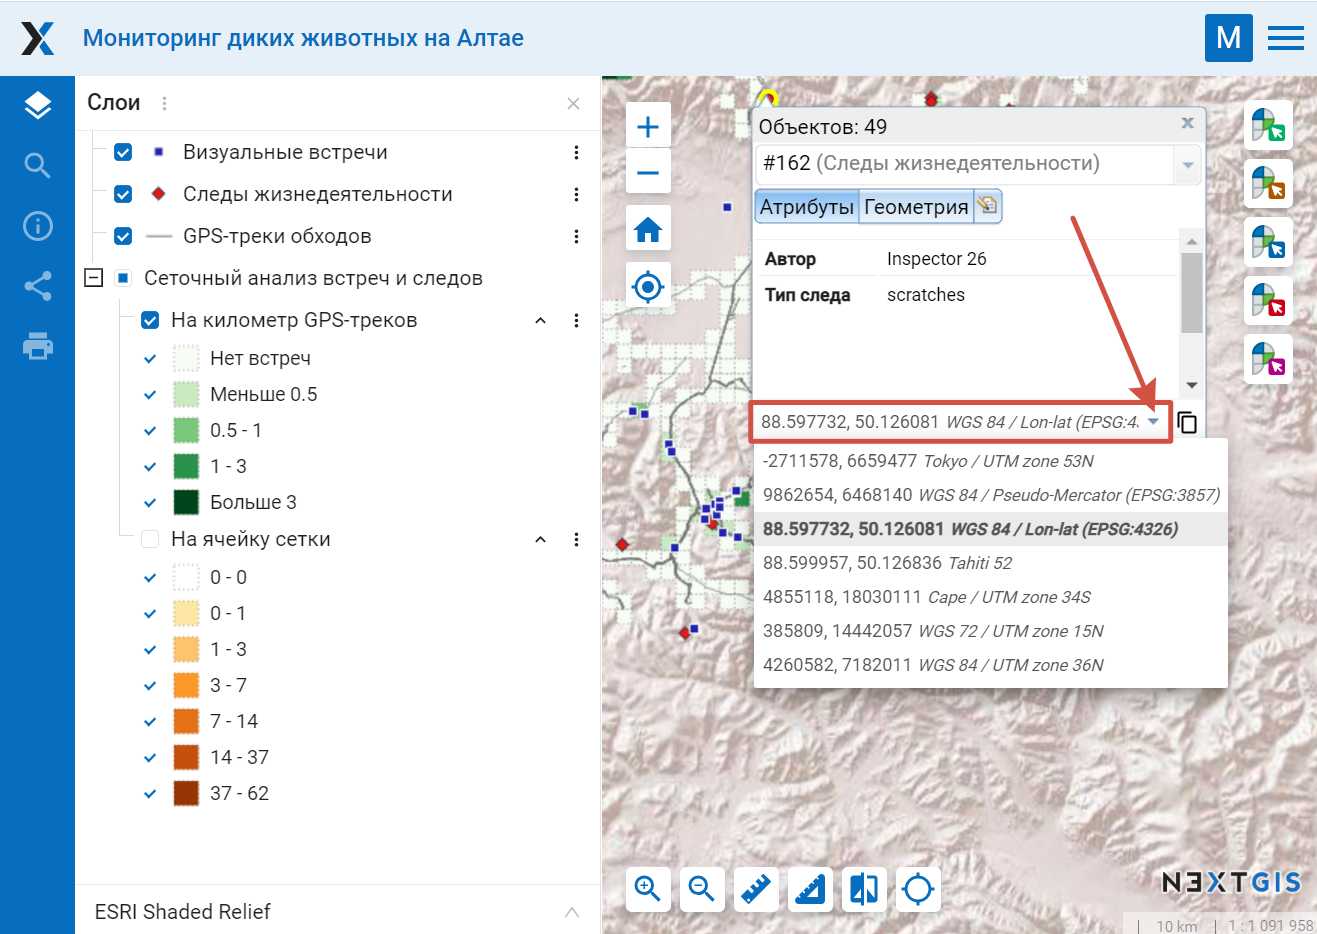 Мониторинг диких животных на Алтае
M
Слои
Визуальные встречи
Следы жизнедеятельности
GPS-треки обходов
Сеточный анализ встреч и следов
На километр GPS-треков
Нет встреч
Меньше 0.5
0.5 - 1
1 - 3
Больше 3
На ячейку сетки
0 - 0
0 - 1
1 - 3
3 - 7
7 - 14
14 - 37
37 - 62
ESRI Shaded Relief
Объектов: 49
#162 (Следы жизнедеятельности)
Атрибуты Геометрия
Автор Inspector 26
Тип следа scratches
88.597732, 50.126081 WGS 84 / Lon-lat (EPSG:4
-2711578, 6659477 Tokyo / UTM zone 53N
9862654, 6468140 WGS 84 / Pseudo-Mercator (EPSG:3857)
88.597732, 50.126081 WGS 84 / Lon-lat (EPSG:4326)
88.599957, 50.126836 Tahiti 52
4855118, 18030111 Cape / UTM zone 34S
385809, 14442057 WGS 72 / UTM zone 15N
4260582, 7182011 WGS 84 / UTM zone 36N
NEXTGIS
10 km 1 : 1 091 958